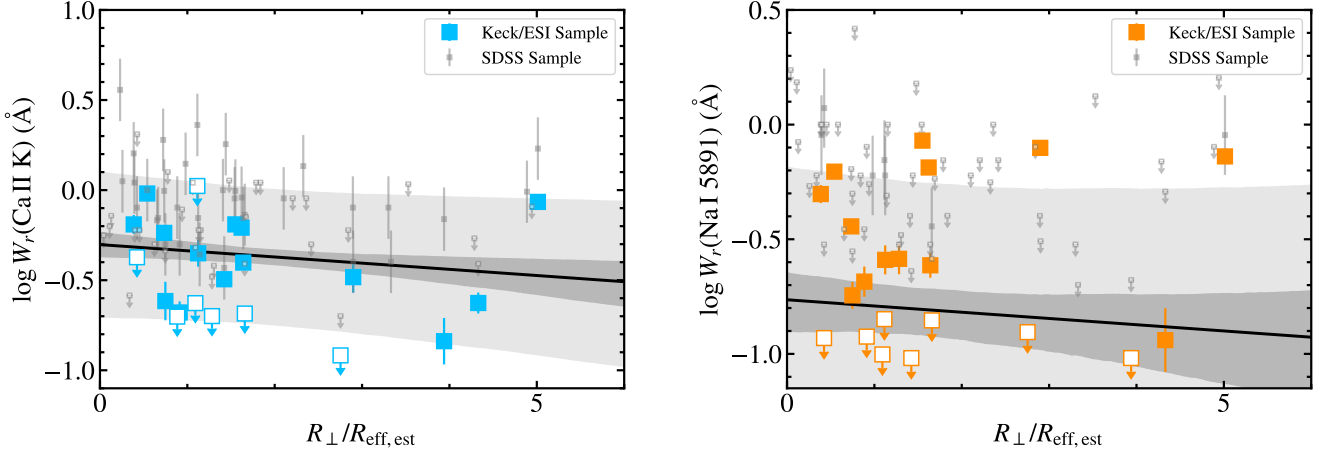 1.0
0.5
0.0
−0.5
−1.0
log W_r(Ca II K) (Å)
Keck/ESI Sample
SDSS Sample
0
5
R_⊥/R_eff, est
0.5
0.0
−0.5
−1.0
log W_r(NaI 5891) (Å)
Keck/ESI Sample
SDSS Sample
0
5
R_⊥/R_eff, est